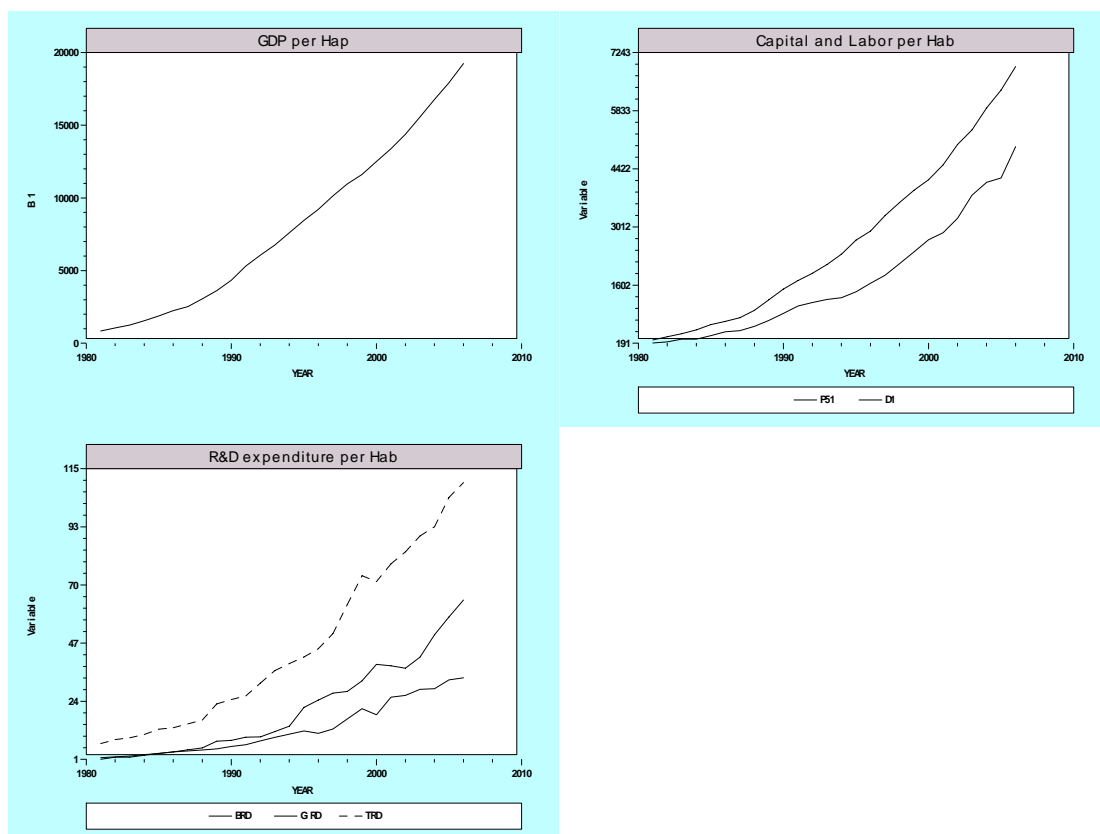 GDP per Hap
20000
15000
10000
5000
0
B1
1980 1990 2000 2010
YEAR
Capital and Labor per Hab
7243
5833
4422
3012
1602
191
Variable
1980 1990 2000 2010
YEAR
P51 D1
R&D expenditure per Hab
115
93
70
47
24
1
Variable
1980 1990 2000 2010
YEAR
BRD GRD TRD